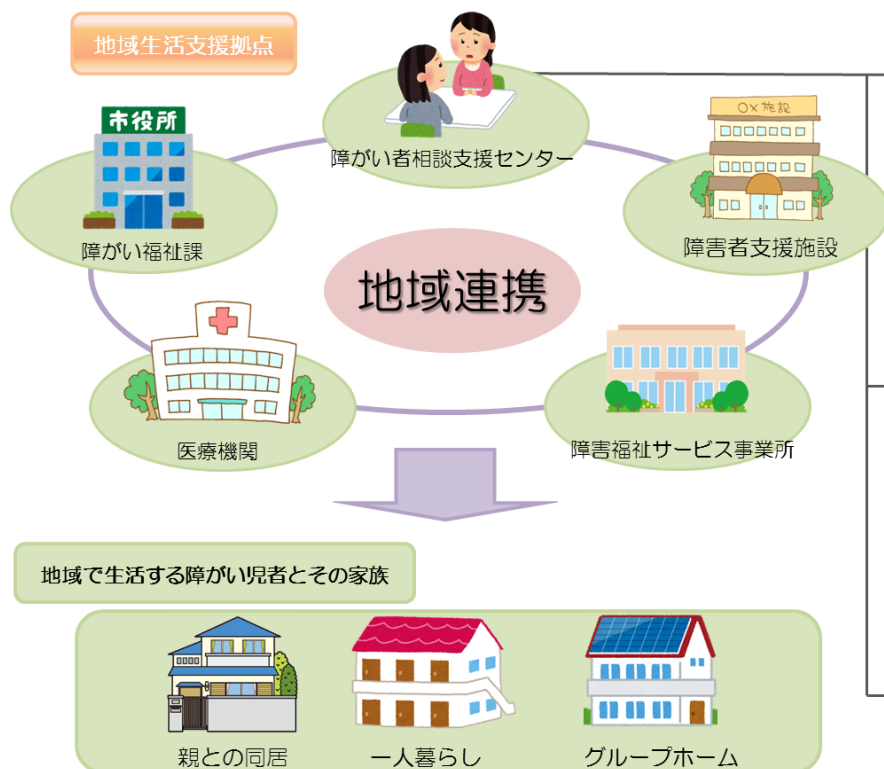 地域生活支援拠点
市役所
障がい福祉課
障がい者相談支援センター
○×施設
障害者支援施設
地域連携
医療機関
障害福祉サービス事業所
地域で生活する障がい児者とその家族
親との同居
一人暮らし
グループホーム